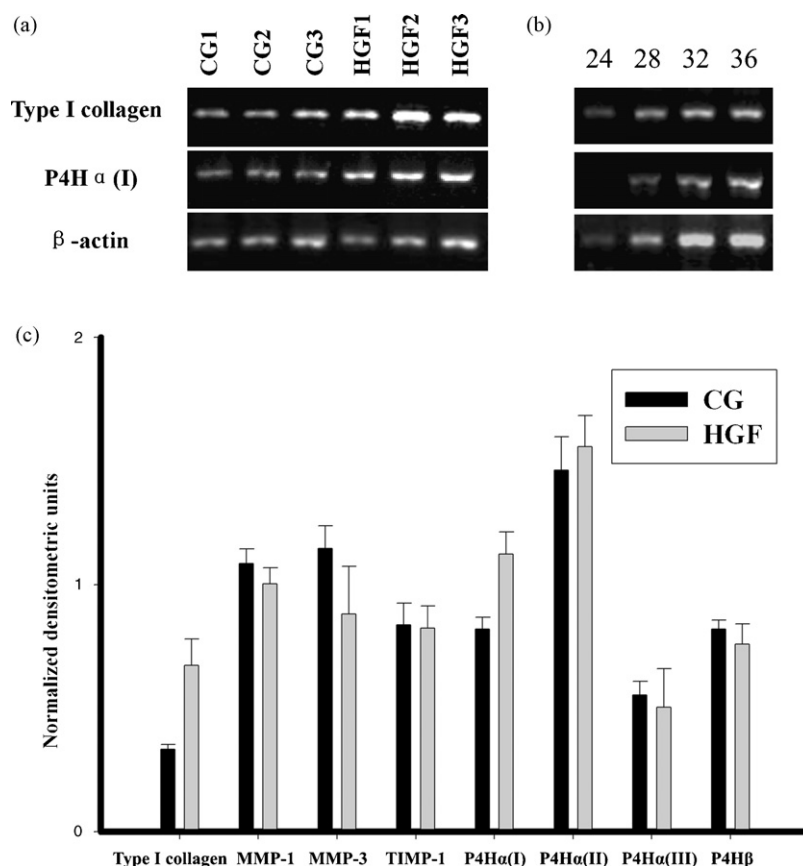 (a)
CG1 CG2 CG3 HGF1 HGF2 HGF3
Type I collagen
P4H α (I)
β -actin
(b)
24 28 32 36
(c)
2
1
0
Normalized densitometric units
CG
HGF
Type I collagen MMP-1 MMP-3 TIMP-1 P4Hα(I) P4Hα(II) P4Hα(III) P4Hβ